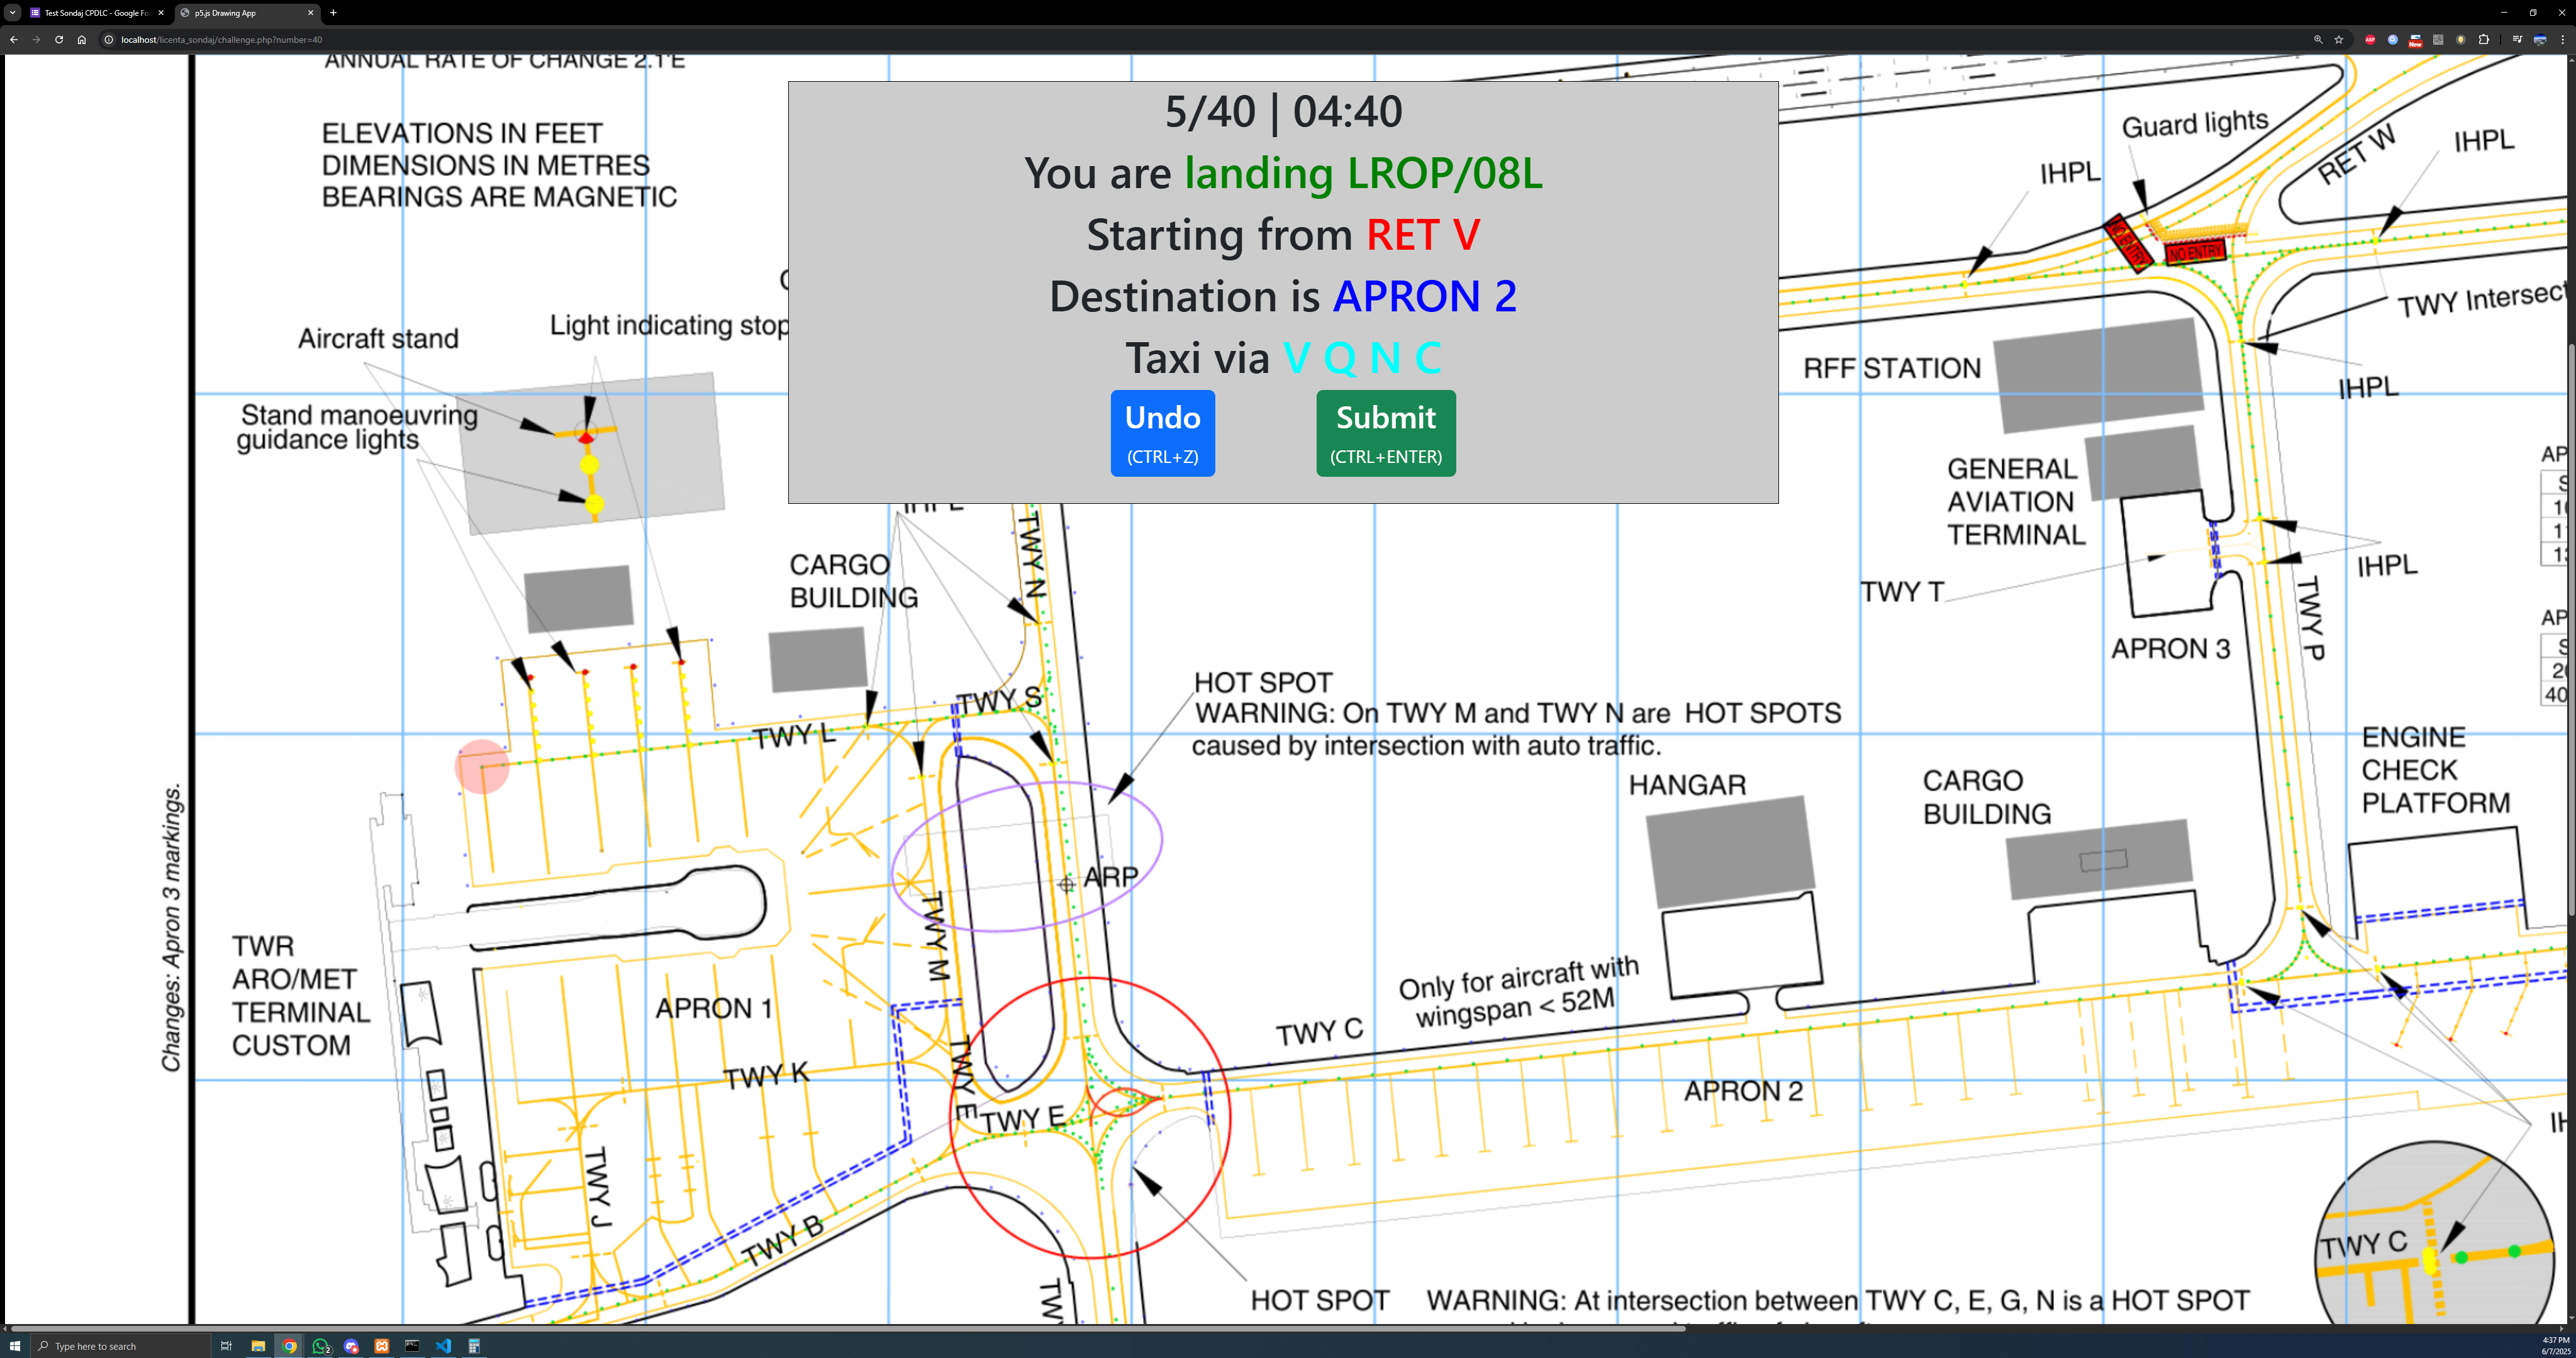 Test Sondaj CPDLC - Google Fo
p5.js Drawing App
localhost/licenta_sondaj/challenge.php?number=40
ABP
New
ANNUAL RATE OF CHANGE 2.1'E
ELEVATIONS IN FEET
DIMENSIONS IN METRES
BEARINGS ARE MAGNETIC
5/40 | 04:40
You are landing LROP/08L
Starting from RET V
Destination is APRON 2
Taxi via V Q N C
Undo
(CTRL+Z)
Submit
(CTRL+ENTER)
Guard lights
IHPL
RET W
IHPL
NO ENTRY
NO ENTRY
TWY Intersect
IHPL
Aircraft stand
Light indicating stop
Stand manoeuvring
guidance lights
RFF STATION
GENERAL
AVIATION
TERMINAL
IHPL
TWY N
CARGO
BUILDING
TWY T
IHPL
TWY P
APRON 3
TWY S
TWY L
HOT SPOT
WARNING: On TWY M and TWY N are HOT SPOTS
caused by intersection with auto traffic.
HANGAR
CARGO
BUILDING
ENGINE
CHECK
PLATFORM
ARP
TWY M
Changes: Apron 3 markings.
TWR
ARO/MET
TERMINAL
CUSTOM
APRON 1
Only for aircraft with
wingspan < 52M
TWY C
TWY K
TWY E
TWY E
APRON 2
TWY J
TWY B
TWY C
HOT SPOT
WARNING: At intersection between TWY C, E, G, N is a HOT SPOT
Type here to search
2
4:37 PM
6/7/2025